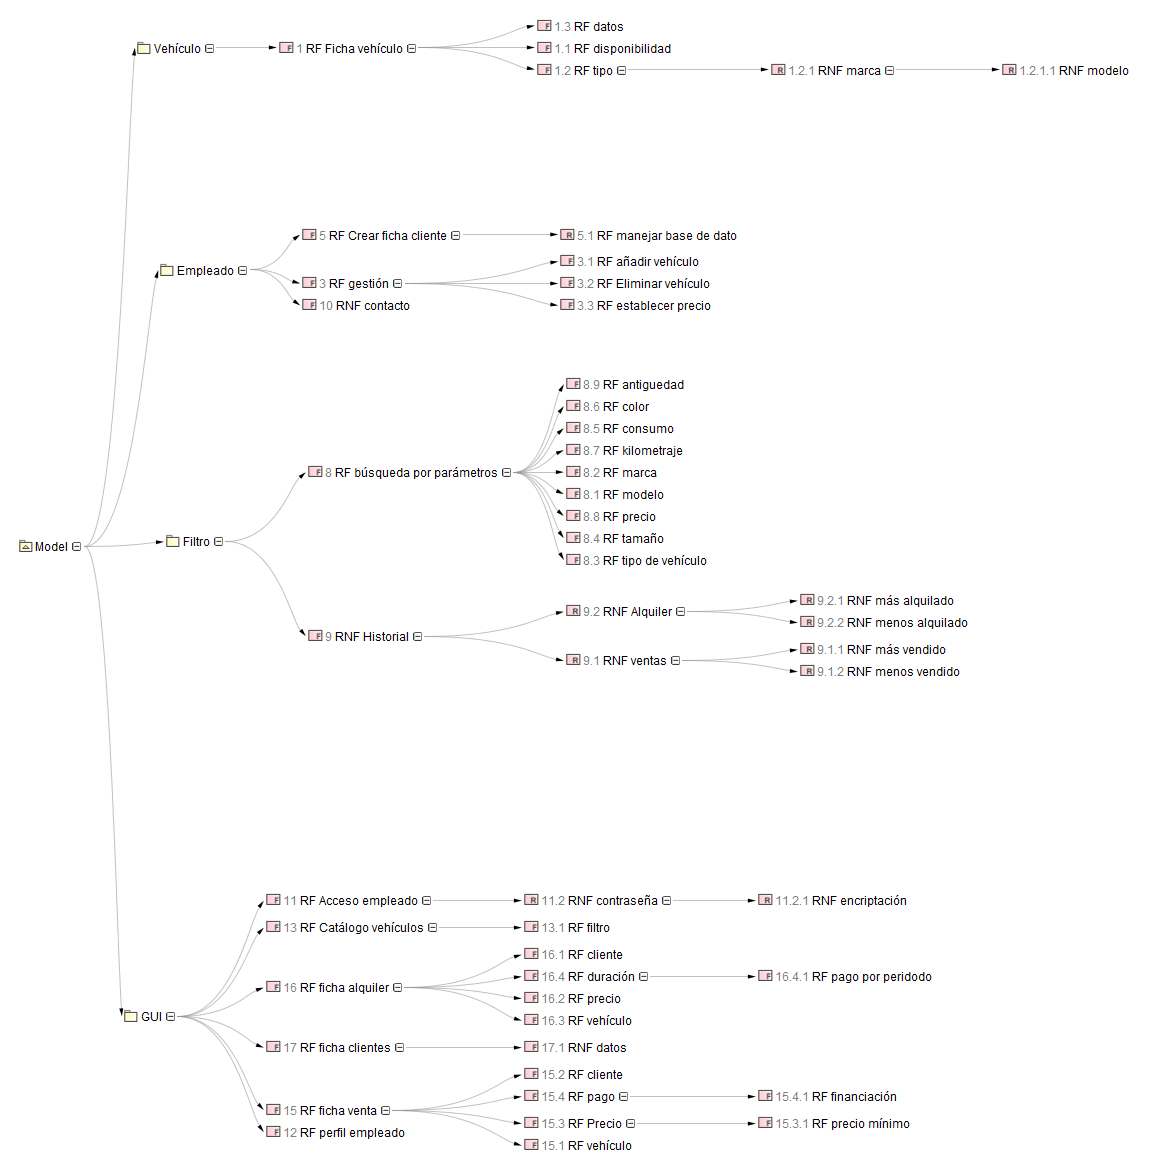 Model
Vehículo
1 RF Ficha vehículo
1.3 RF datos
1.1 RF disponibilidad
1.2 RF tipo
1.2.1 RNF marca
1.2.1.1 RNF modelo
Empleado
5 RF Crear ficha cliente
5.1 RF manejar base de dato
3 RF gestión
3.1 RF añadir vehículo
3.2 RF Eliminar vehículo
3.3 RF establecer precio
10 RNF contacto
Filtro
8 RF búsqueda por parámetros
8.9 RF antiguedad
8.6 RF color
8.5 RF consumo
8.7 RF kilometraje
8.2 RF marca
8.1 RF modelo
8.8 RF precio
8.4 RF tamaño
8.3 RF tipo de vehículo
9 RNF Historial
9.2 RNF Alquiler
9.2.1 RNF más alquilado
9.2.2 RNF menos alquilado
9.1 RNF ventas
9.1.1 RNF más vendido
9.1.2 RNF menos vendido
GUI
11 RF Acceso empleado
11.2 RNF contraseña
11.2.1 RNF encriptación
13 RF Catálogo vehículos
13.1 RF filtro
16 RF ficha alquiler
16.1 RF cliente
16.4 RF duración
16.4.1 RF pago por peridodo
16.2 RF precio
16.3 RF vehículo
17 RF ficha clientes
17.1 RNF datos
15 RF ficha venta
15.2 RF cliente
15.4 RF pago
15.4.1 RF financiación
15.3 RF Precio
15.3.1 RF precio mínimo
15.1 RF vehículo
12 RF perfil empleado